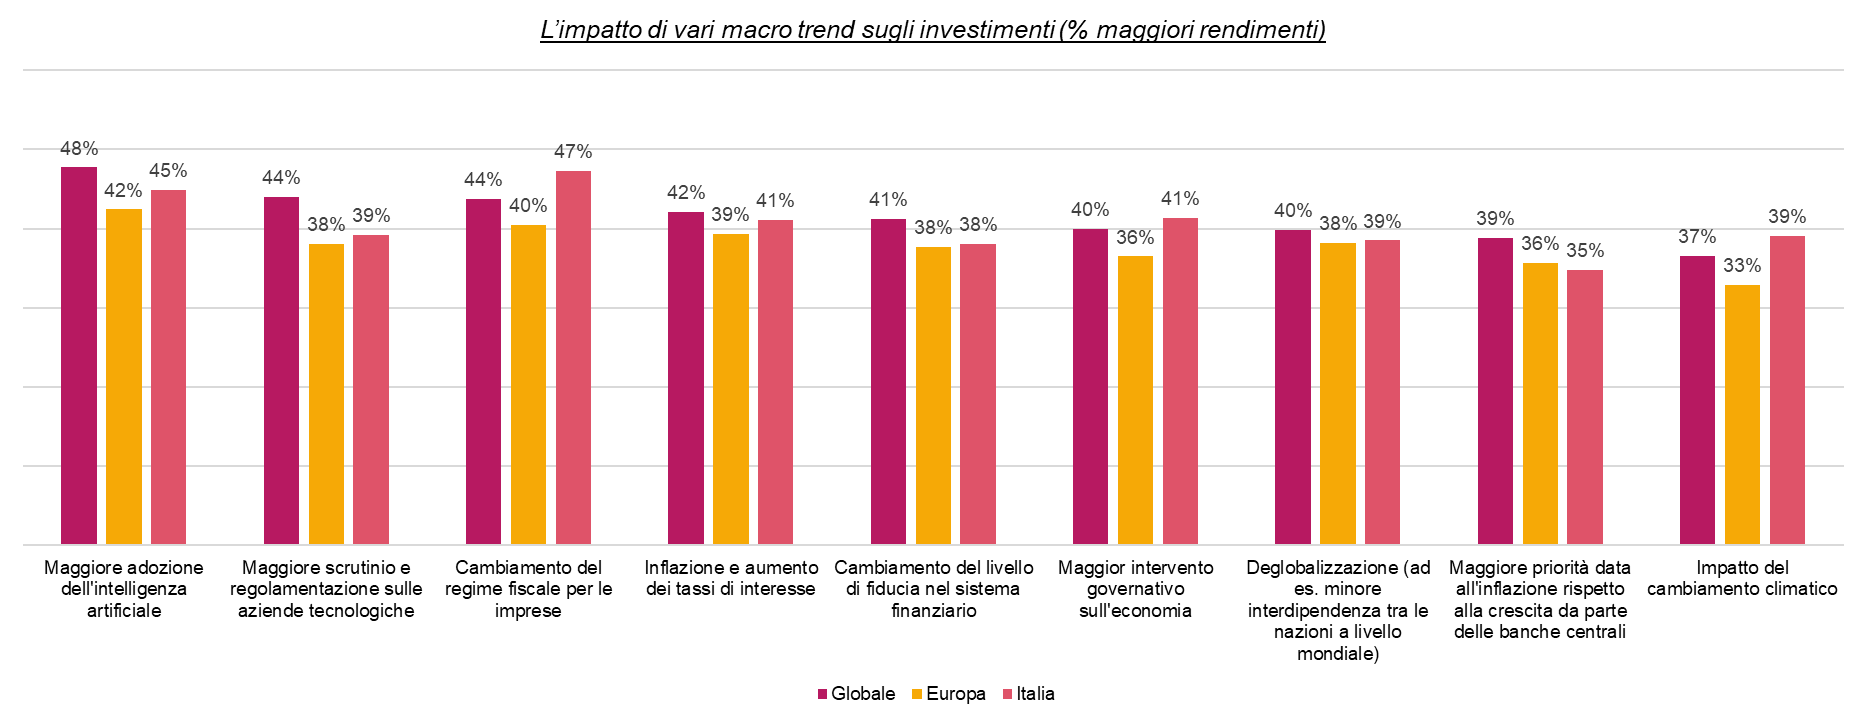 L’impatto di vari macro trend sugli investimenti (% maggiori rendimenti)
48%
42%
45%
44%
38%
39%
44%
40%
47%
42%
39%
41%
41%
38%
38%
40%
36%
41%
40%
38%
39%
39%
36%
35%
37%
33%
39%
Maggiore adozione
dell'intelligenza
artificiale
Maggiore scrutinio e
regolamentazione sulle
aziende tecnologiche
Cambiamento del
regime fiscale per le
imprese
Inflazione e aumento
dei tassi di interesse
Cambiamento del livello
di fiducia nel sistema
finanziario
Maggior intervento
governativo
sull'economia
Deglobalizzazione (ad
es. minore
interdipendenza tra le
nazioni a livello
mondiale)
Maggiore priorità data
all'inflazione rispetto
alla crescita da parte
delle banche centrali
Impatto del
cambiamento climatico
Globale
Europa
Italia